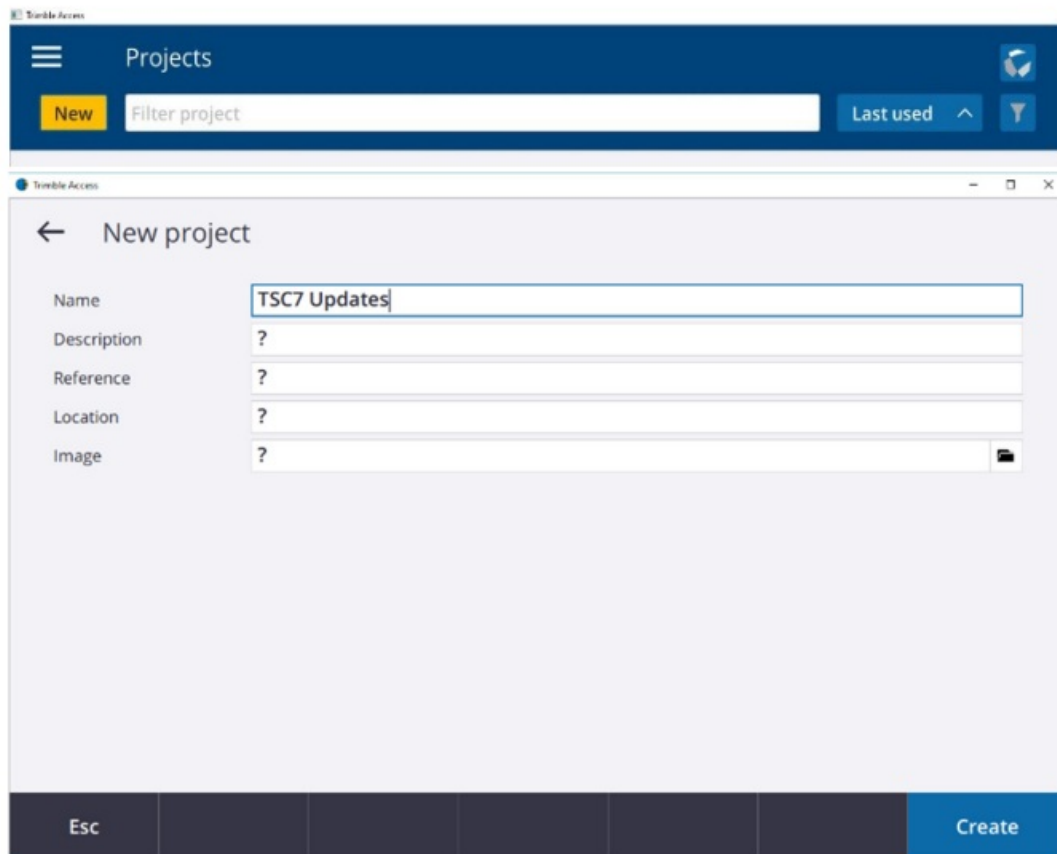 Trimble Access
Projects
New
Filter project
Last used
Trimble Access
New project
Name
TSC7 Updates
Description
?
Reference
?
Location
?
Image
?
Esc
Create